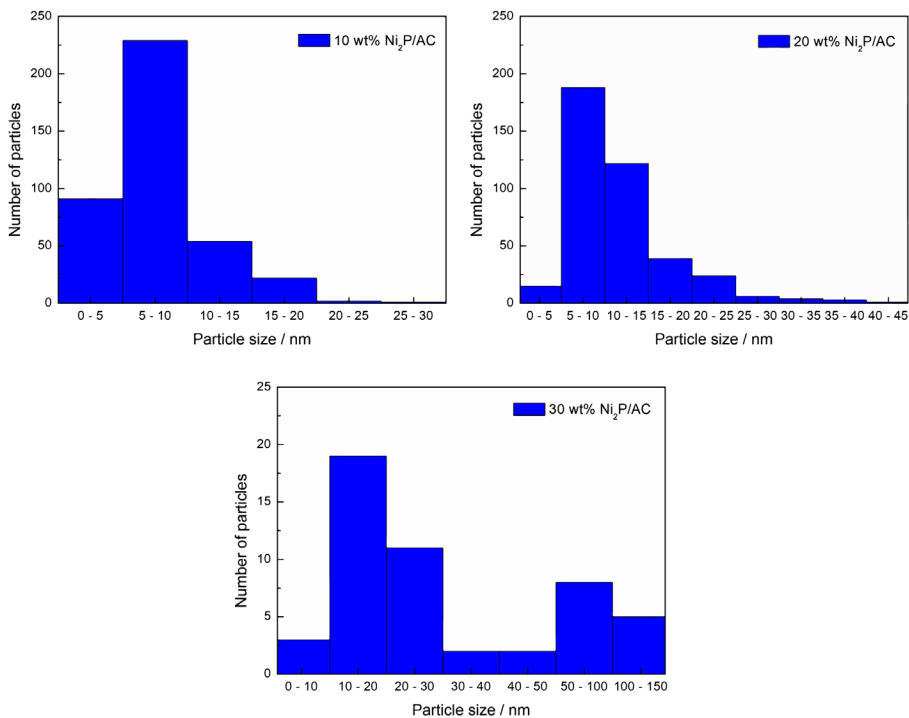 250
200
150
100
50
0
Number of particles
10 wt% Ni₂P/AC
0 - 5 5 - 10 10 - 15 15 - 20 20 - 25 25 - 30
Particle size / nm
250
200
150
100
50
0
Number of particles
20 wt% Ni₂P/AC
0 - 5 5 - 10 10 - 15 15 - 20 20 - 25 25 - 30 30 - 35 35 - 40 40 - 45
Particle size / nm
25
20
15
10
5
0
Number of particles
30 wt% Ni₂P/AC
0 - 10 10 - 20 20 - 30 30 - 40 40 - 50 50 - 100 100 - 150
Particle size / nm